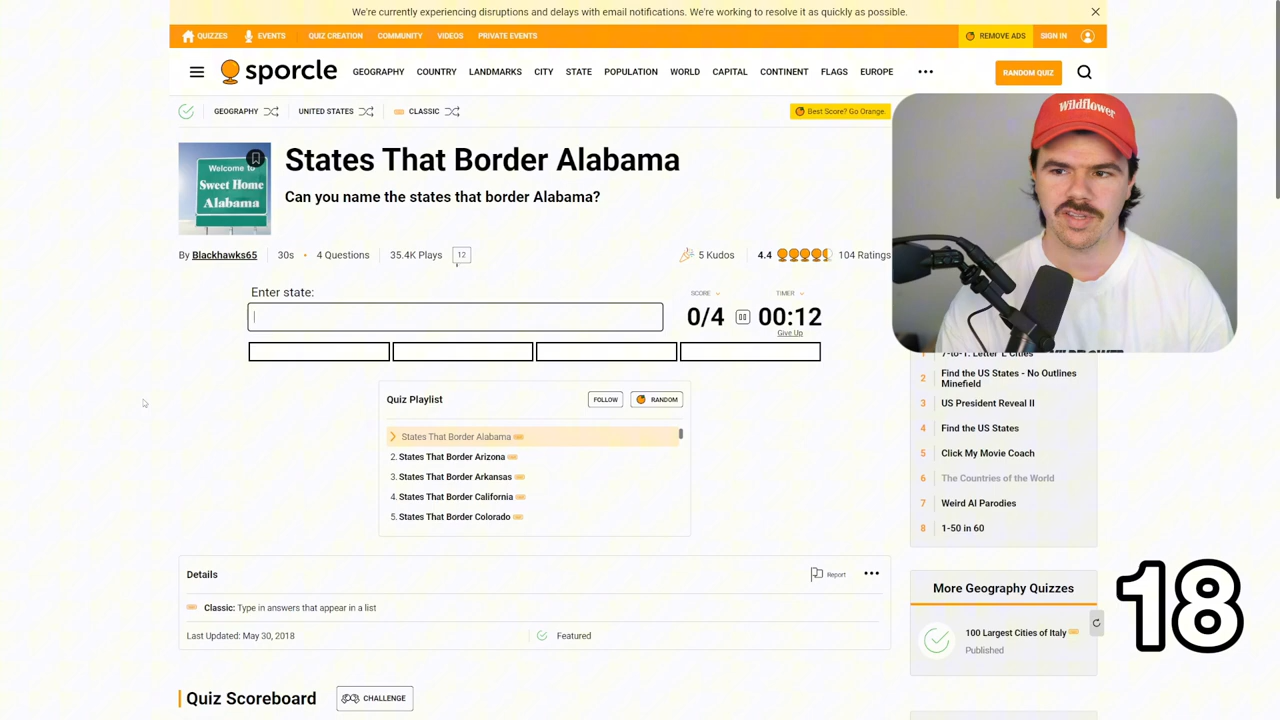 We're currently experiencing disruptions and delays with email notifications. We're working to resolve it as quickly as possible.
QUIZZES EVENTS QUIZ CREATION COMMUNITY VIDEOS PRIVATE EVENTS REMOVE ADS SIGN IN
sporcle GEOGRAPHY COUNTRY LANDMARKS CITY STATE POPULATION WORLD CAPITAL CONTINENT FLAGS EUROPE RANDOM QUIZ
GEOGRAPHY UNITED STATES CLASSIC Best Score? Go Orange.
Wildflower
Welcome to
Sweet Home
Alabama
States That Border Alabama
Can you name the states that border Alabama?
By Blackhawks65 30s • 4 Questions 35.4K Plays 12 5 Kudos 4.4 104 Ratings
Enter state:
SCORE TIMER
0/4 00:12
Give Up
Quiz Playlist FOLLOW RANDOM
States That Border Alabama
2. States That Border Arizona
3. States That Border Arkansas
4. States That Border California
5. States That Border Colorado
1 7-to-1: Letter L Cities
2 Find the US States - No Outlines
Minefield
3 US President Reveal II
4 Find the US States
5 Click My Movie Coach
6 The Countries of the World
7 Weird Al Parodies
8 1-50 in 60
Details Report
Classic: Type in answers that appear in a list
Last Updated: May 30, 2018 Featured
More Geography Quizzes
100 Largest Cities of Italy
Published
18
Quiz Scoreboard CHALLENGE